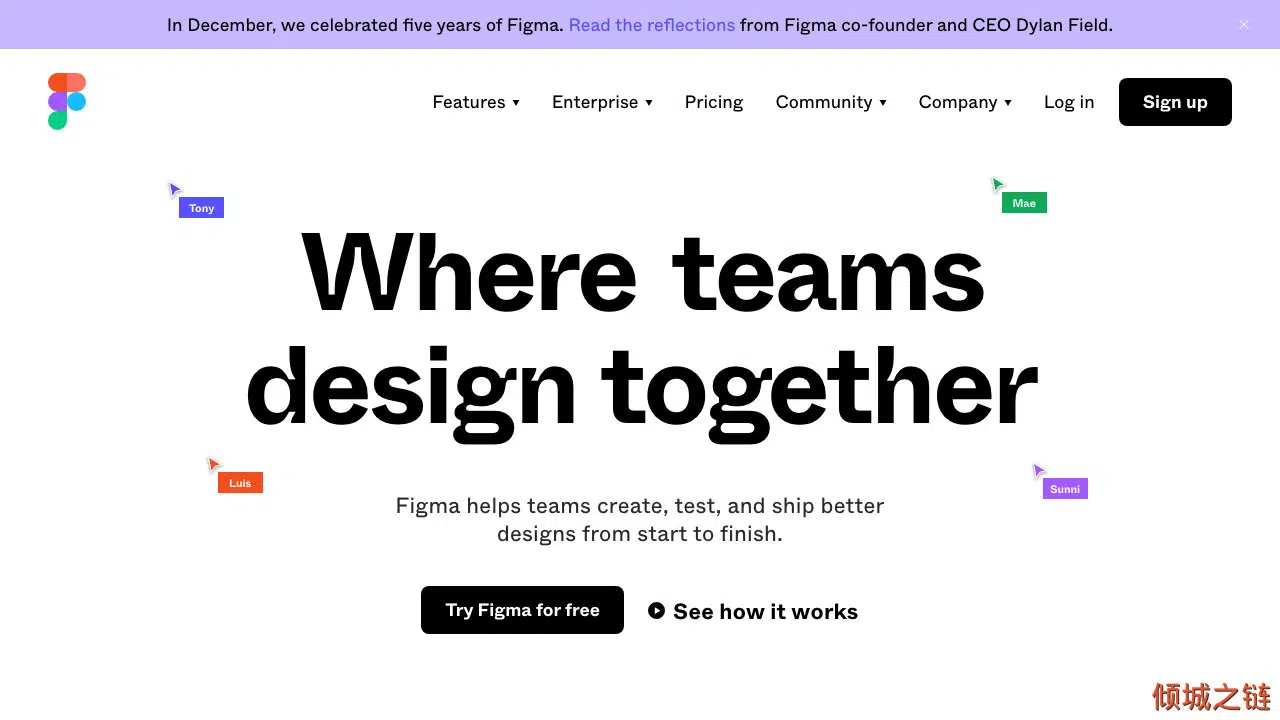 In December, we celebrated five years of Figma. Read the reflections from Figma co-founder and CEO Dylan Field.
Features Enterprise Pricing Community Company Log in Sign up
Tony
Mae
Where teams
design together
Luis
Sunni
Figma helps teams create, test, and ship better
designs from start to finish.
Try Figma for free See how it works
倾城之链